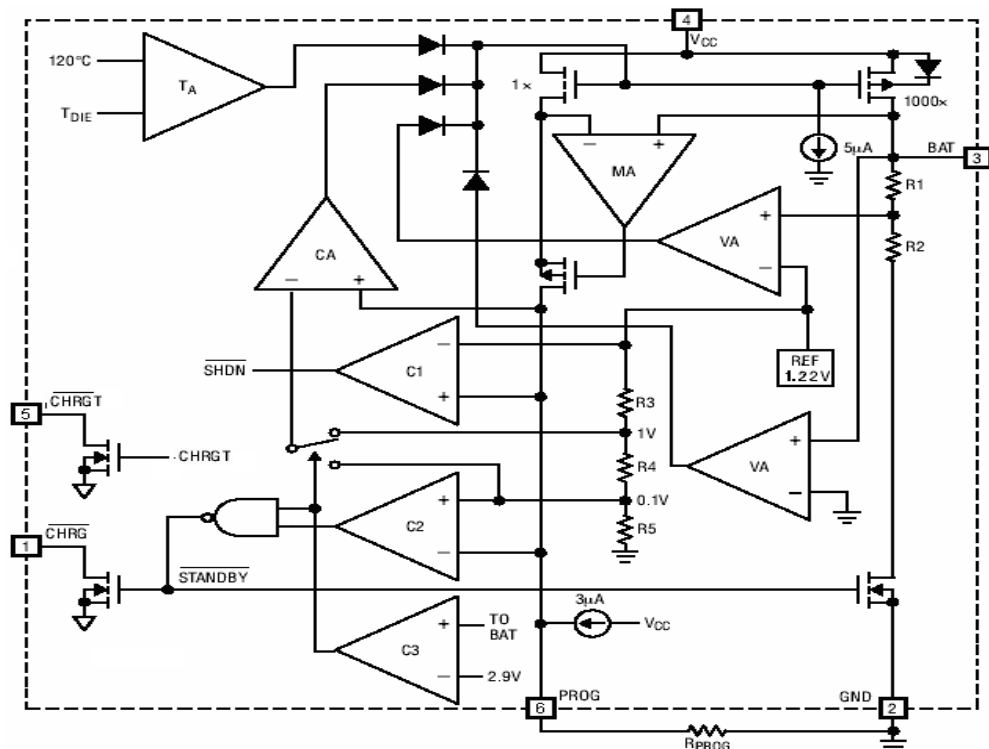 4
VCC
120°C
TA
TDIE
1×
1000×
MA
− +
5µA
BAT
3
R1
VA
+
−
R2
CA
− +
REF
1.22V
SHDN
C1
−
+
R3
5
CHRGT
1V
CHRGT
R4
VA
+
−
0.1V
C2
+
−
R5
CHRG
1
STANDBY
3µA
VCC
C3
+
−
TO
BAT
2.9V
PROG
6
GND
2
RPROG